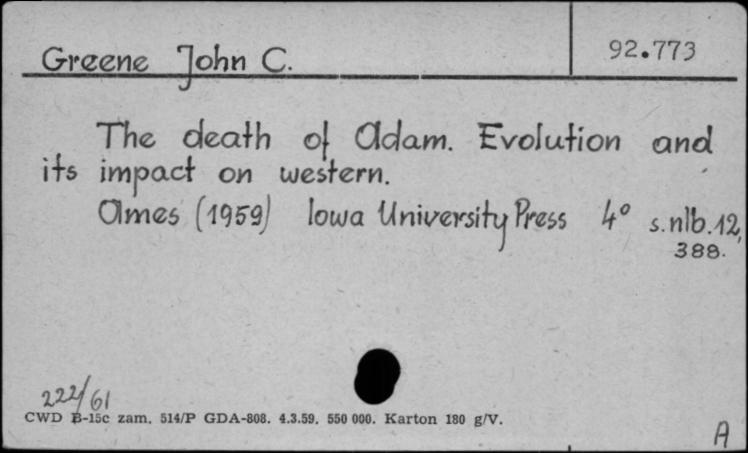 Greene John C.
92.773
The death of Adam. Evolution and
its impact on western.
Ames (1959) Iowa University Press 4° s.nlb.12,
388.
222/61
CWD B-15c zam. 514/P GDA-808. 4.3.59. 550 000. Karton 180 g/V.
A